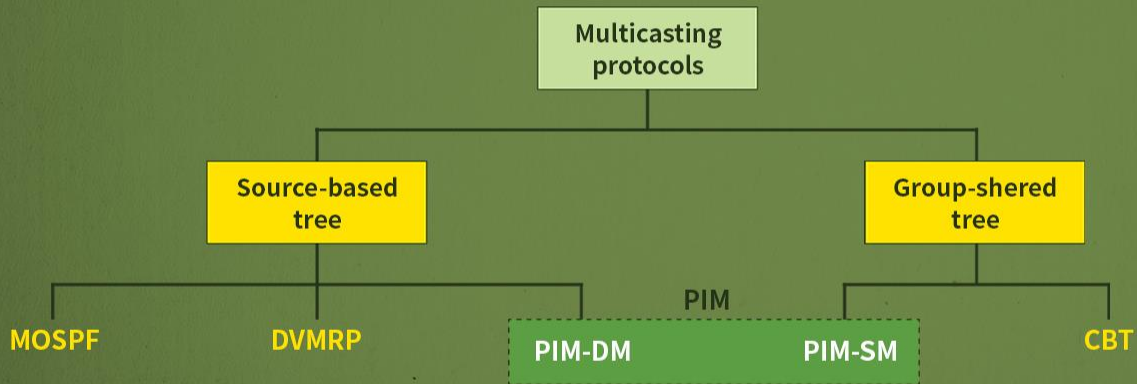 Multicasting
protocols
Source-based
tree
Group-shered
tree
PIM
MOSPF
DVMRP
PIM-DM
PIM-SM
CBT